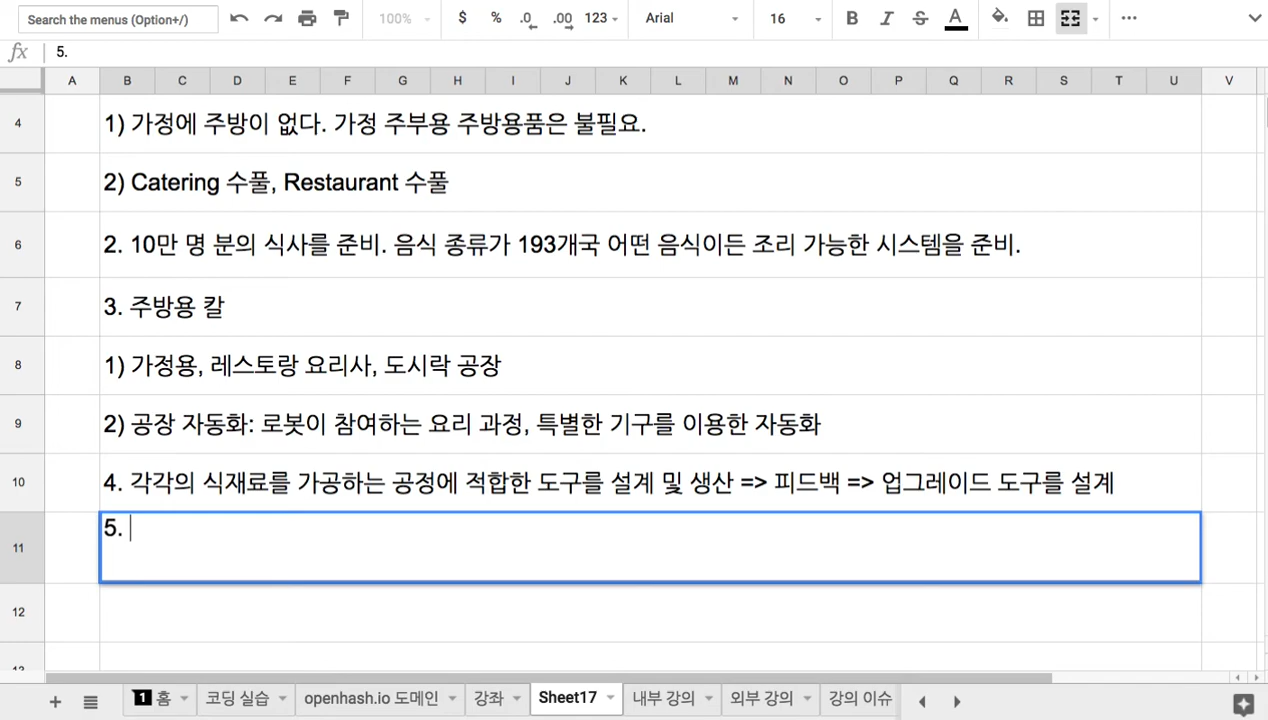 Search the menus (Option+/) 100% $ % .0 .00 123 Arial 16 B I S A
fx 5.
A B C D E F G H I J K L M N O P Q R S T U V
4 1) 가정에 주방이 없다. 가정 주부용 주방용품은 불필요.
5 2) Catering 수풀, Restaurant 수풀
6 2. 10만 명 분의 식사를 준비. 음식 종류가 193개국 어떤 음식이든 조리 가능한 시스템을 준비.
7 3. 주방용 칼
8 1) 가정용, 레스토랑 요리사, 도시락 공장
9 2) 공장 자동화: 로봇이 참여하는 요리 과정, 특별한 기구를 이용한 자동화
10 4. 각각의 식재료를 가공하는 공정에 적합한 도구를 설계 및 생산 => 피드백 => 업그레이드 도구를 설계
11 5.
12
13
1 홈 코딩 실습 openhash.io 도메인 강좌 Sheet17 내부 강의 외부 강의 강의 이슈